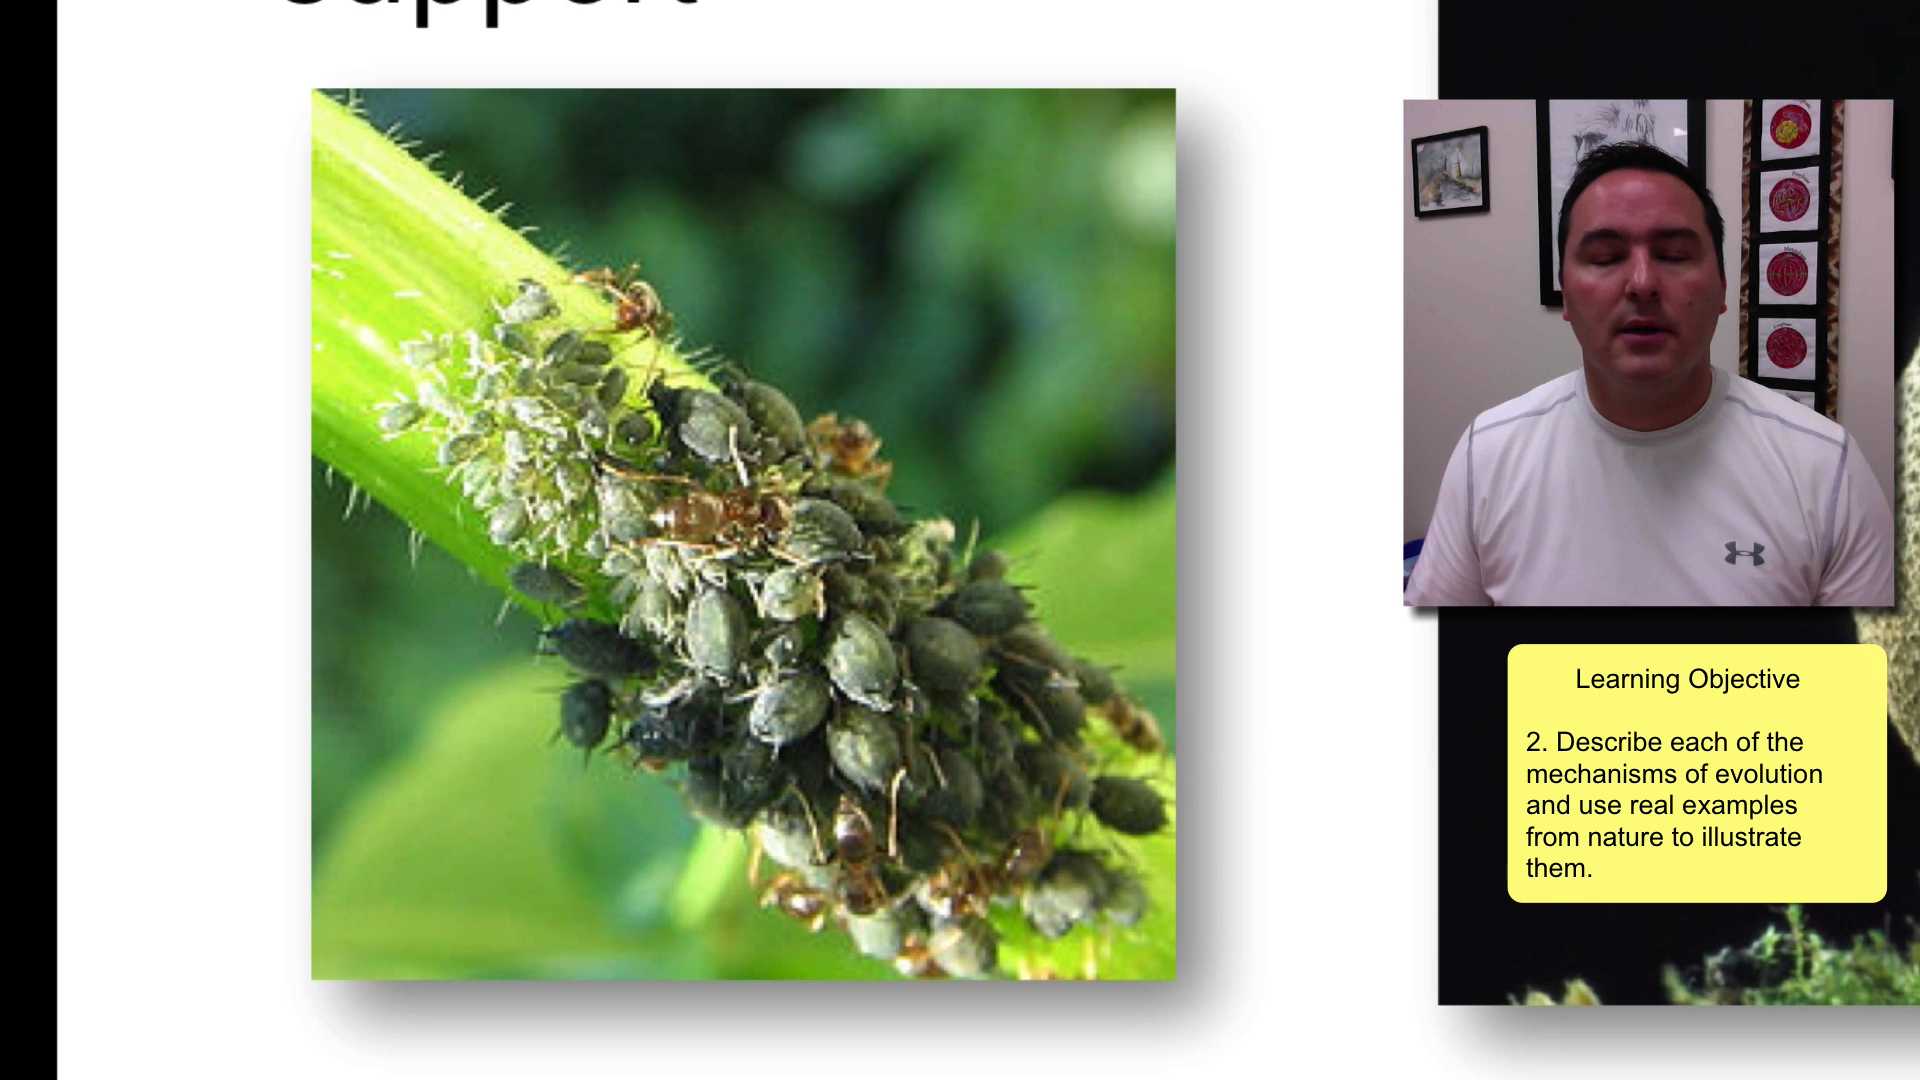 support
Learning Objective
2. Describe each of the
mechanisms of evolution
and use real examples
from nature to illustrate
them.